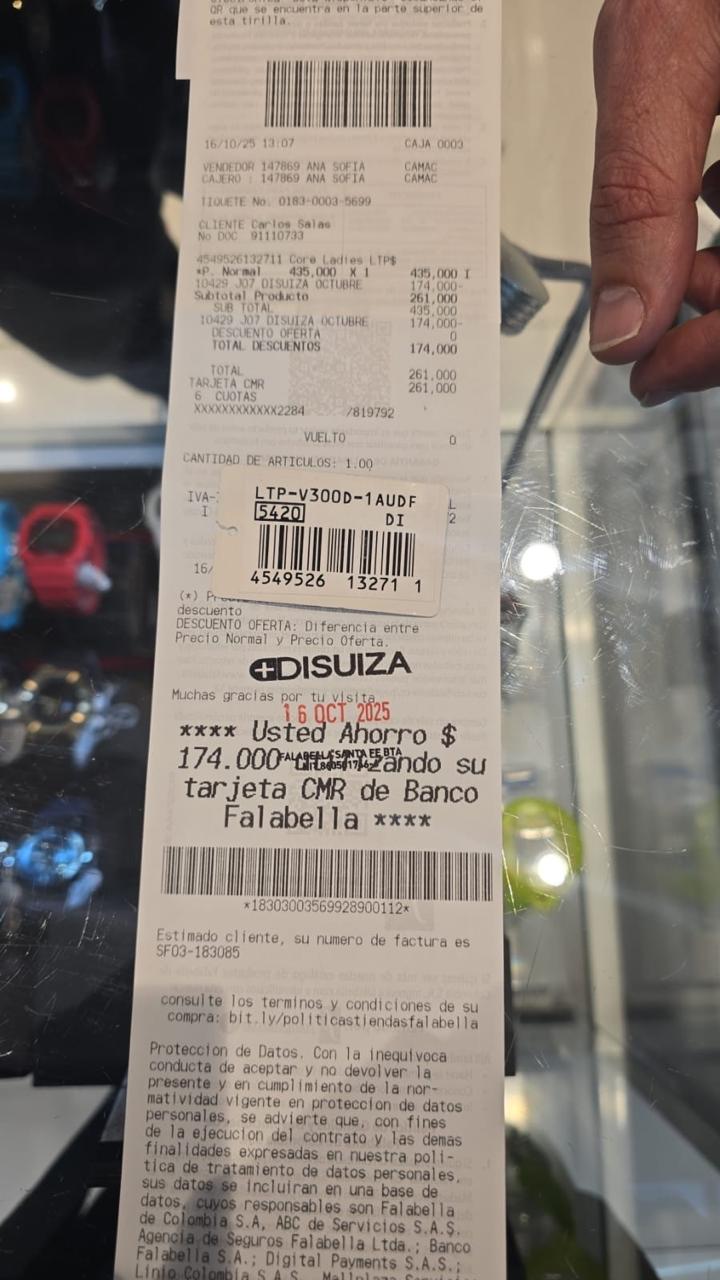 QR que se encuentra en la parte superior de
esta tirilla.
16/10/25 13:07 CAJA 0003
VENDEDOR 147869 ANA SOFIA CAMAC
CAJERO : 147869 ANA SOFIA CAMAC
TIQUETE No. 0183-0003-5699
CLIENTE Carlos Salas
No DOC 91110733
4549526132711 Core Ladies LTP$
*P. Normal 435,000 X 1 435,000 I
10429 J07 DISUIZA OCTUBRE 174,000-
Subtotal Producto 261,000
SUB TOTAL 435,000
10429 J07 DISUIZA OCTUBRE 174,000-
DESCUENTO OFERTA 0
TOTAL DESCUENTOS 174,000
TOTAL 261,000
TARJETA CMR 261,000
6 CUOTAS
XXXXXXXXXXXX2284 /819792
VUELTO 0
CANTIDAD DE ARTICULOS: 1.00
IVA-
I
LTP-V300D-1AUDF
5420 DI
4549526 13271 1
L
2
16/
(*)
descuento
DESCUENTO OFERTA: Diferencia entre
Precio Normal y Precio Oferta.
DISUIZA
Muchas gracias por tu visita
16 OCT 2025
**** Usted Ahorro $
174.000 su
FALABELLA SANTA FE BTA
tarjeta CMR de Banco
Falabella ****
*18303003569928900112*
Estimado cliente, su numero de factura es
SF03-183085
consulte los terminos y condiciones de su
compra: bit.ly/politicastiendasfalabella
Proteccion de Datos. Con la inequivoca
conducta de aceptar y no devolver la
presente y en cumplimiento de la nor-
matividad vigente en proteccion de datos
personales, se advierte que, con fines
de la ejecucion del contrato y las demas
finalidades expresadas en nuestra poli-
tica de tratamiento de datos personales,
sus datos se incluiran en una base de
datos, cuyos responsables son Falabella
de Colombia S.A, ABC de Servicios S.A.S,
Agencia de Seguros Falabella Ltda.; Banco
Falabella S.A.; Digital Payments S.A.S.;
Linio Colombia S.A.S.